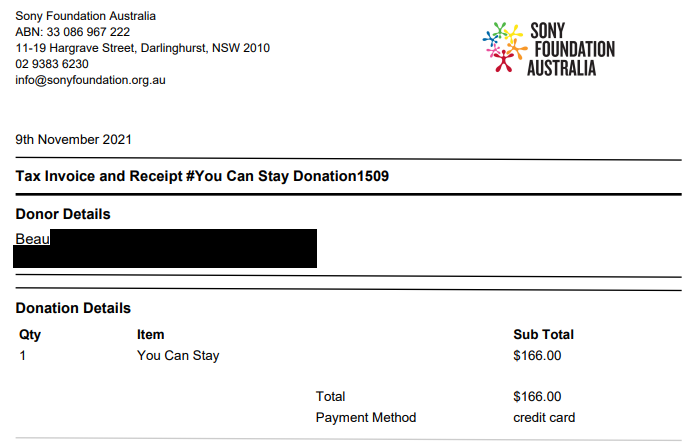 Sony Foundation Australia
ABN: 33 086 967 222
11-19 Hargrave Street, Darlinghurst, NSW 2010
02 9383 6230
info@sonyfoundation.org.au
SONY
FOUNDATION
AUSTRALIA
9th November 2021
Tax Invoice and Receipt #You Can Stay Donation1509
Donor Details
Beau
Donation Details
Qty Item Sub Total
1 You Can Stay $166.00
Total $166.00
Payment Method credit card